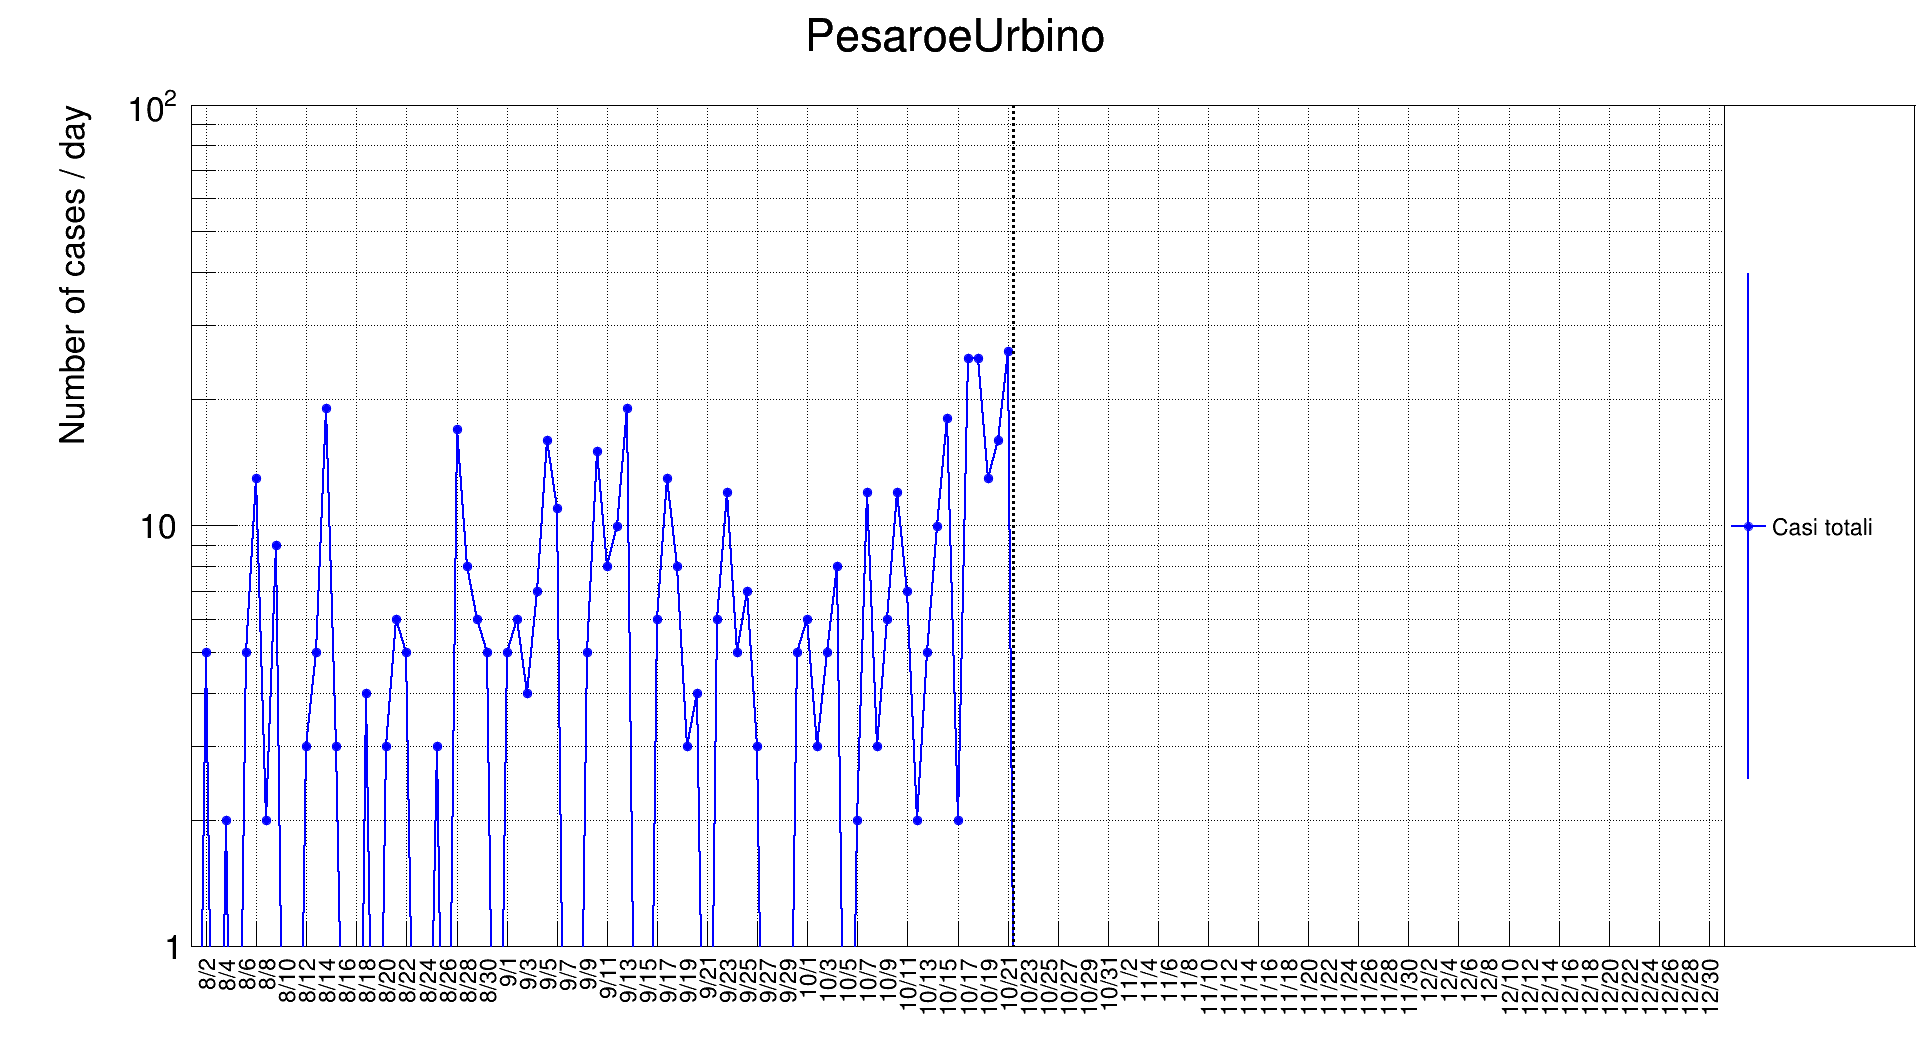 PesaroeUrbino
Number of cases / day
10²
10
1
Casi totali
8/2 8/4 8/6 8/8 8/10 8/12 8/14 8/16 8/18 8/20 8/22 8/24 8/26 8/28 8/30 9/1 9/3 9/5 9/7 9/9 9/11 9/13 9/15 9/17 9/19 9/21 9/23 9/25 9/27 9/29 10/1 10/3 10/5 10/7 10/9 10/11 10/13 10/15 10/17 10/19 10/21 10/23 10/25 10/27 10/29 10/31 11/2 11/4 11/6 11/8 11/10 11/12 11/14 11/16 11/18 11/20 11/22 11/24 11/26 11/28 11/30 12/2 12/4 12/6 12/8 12/10 12/12 12/14 12/16 12/18 12/20 12/22 12/24 12/26 12/28 12/30